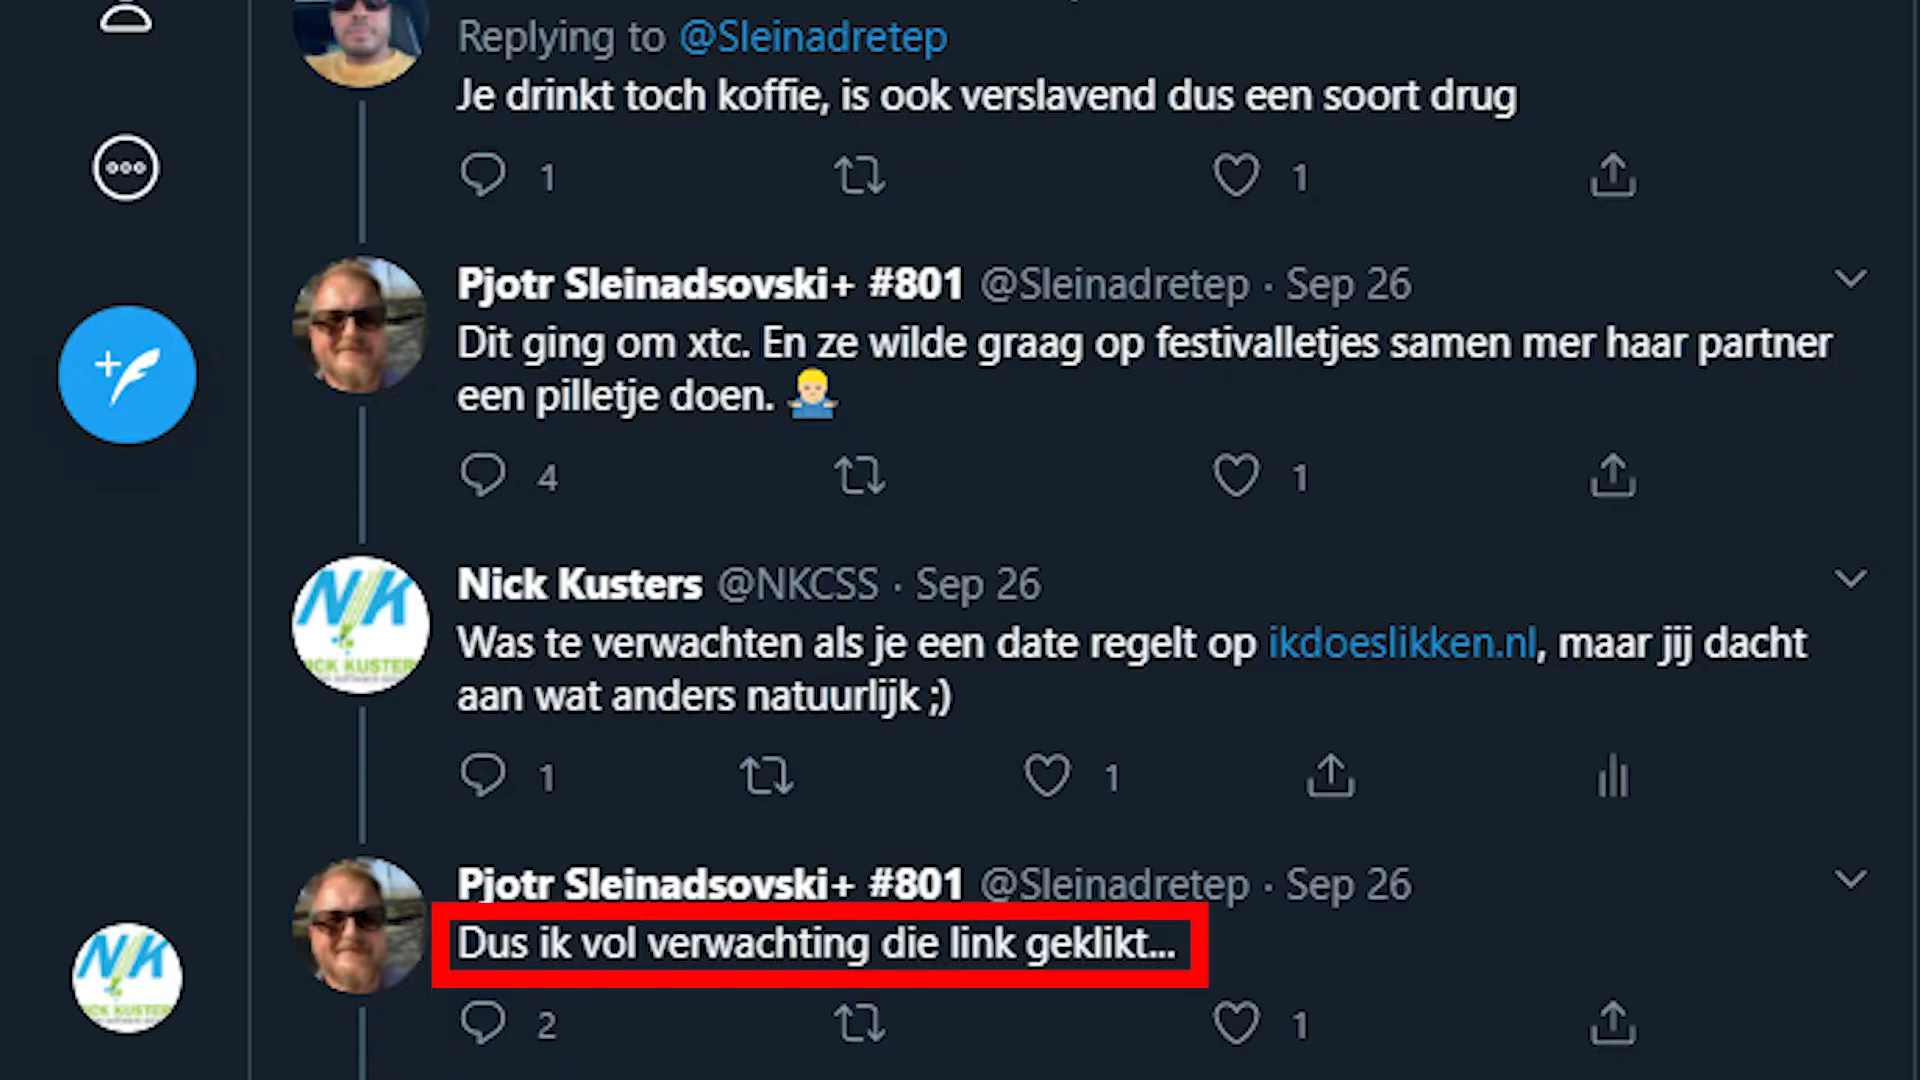 Replying to @Sleinadretep
Je drinkt toch koffie, is ook verslavend dus een soort drug
1 1
Pjotr Sleinadsovski+ #801 @Sleinadretep · Sep 26
Dit ging om xtc. En ze wilde graag op festivalletjes samen mer haar partner
een pilletje doen. 🤷🏼‍♂️
4 1
Nick Kusters @NKCSS · Sep 26
Was te verwachten als je een date regelt op ikdoeslikken.nl, maar jij dacht
aan wat anders natuurlijk ;)
1 1
NK
ICK KUSTER
Pjotr Sleinadsovski+ #801 @Sleinadretep · Sep 26
Dus ik vol verwachting die link geklikt...
2 1
NK